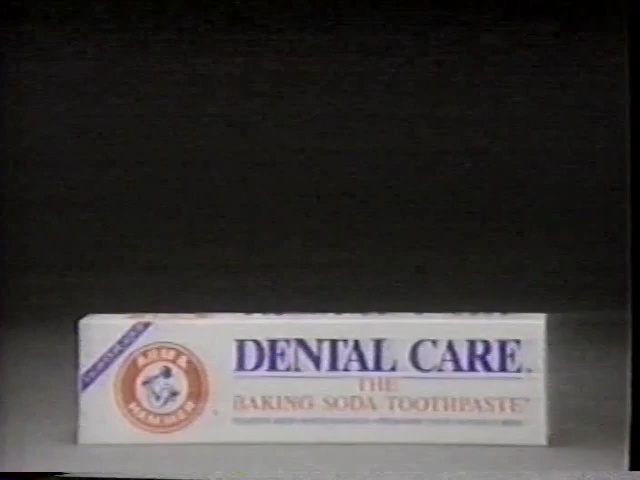 ARM &
HAMMER
DENTAL CARE
THE
BAKING SODA TOOTHPASTE